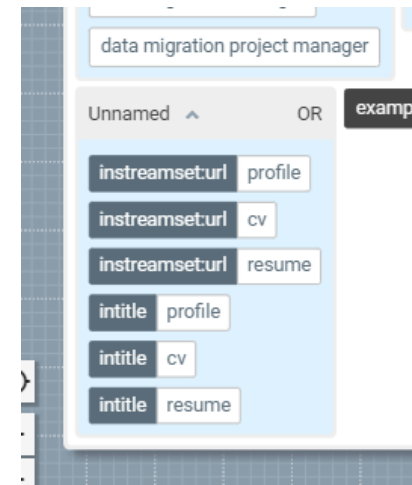 data migration project manager
Unnamed OR examp
instreamset:url profile
instreamset:url cv
instreamset:url resume
intitle profile
intitle cv
intitle resume